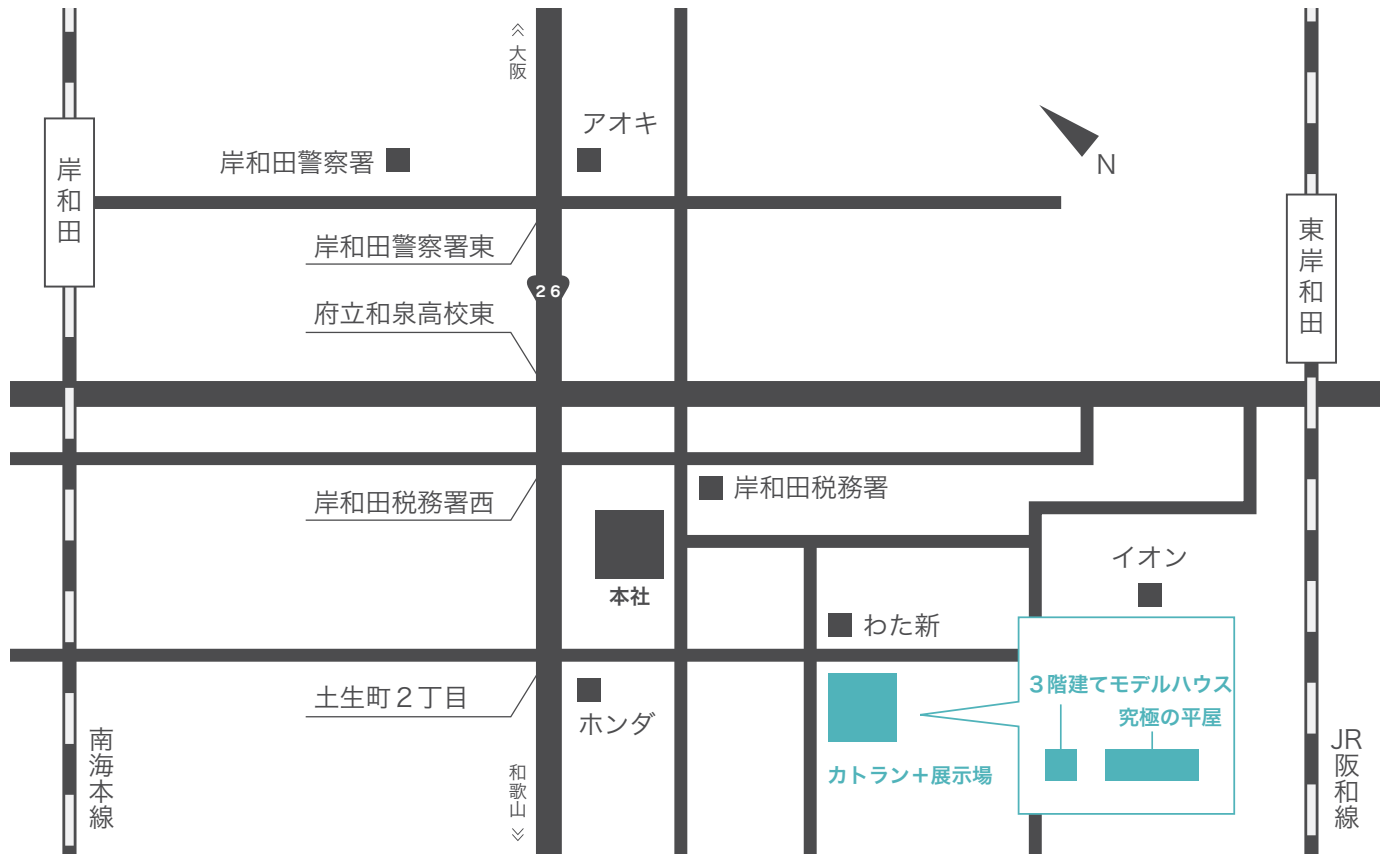 大阪
アオキ
岸和田警察署
N
岸和田
東岸和田
岸和田警察署東
26
府立和泉高校東
岸和田税務署
岸和田税務署西
イオン
本社
わた新
3階建てモデルハウス
土生町２丁目
究極の平屋
ホンダ
南海本線
JR阪和線
カトラン＋展示場
和歌山